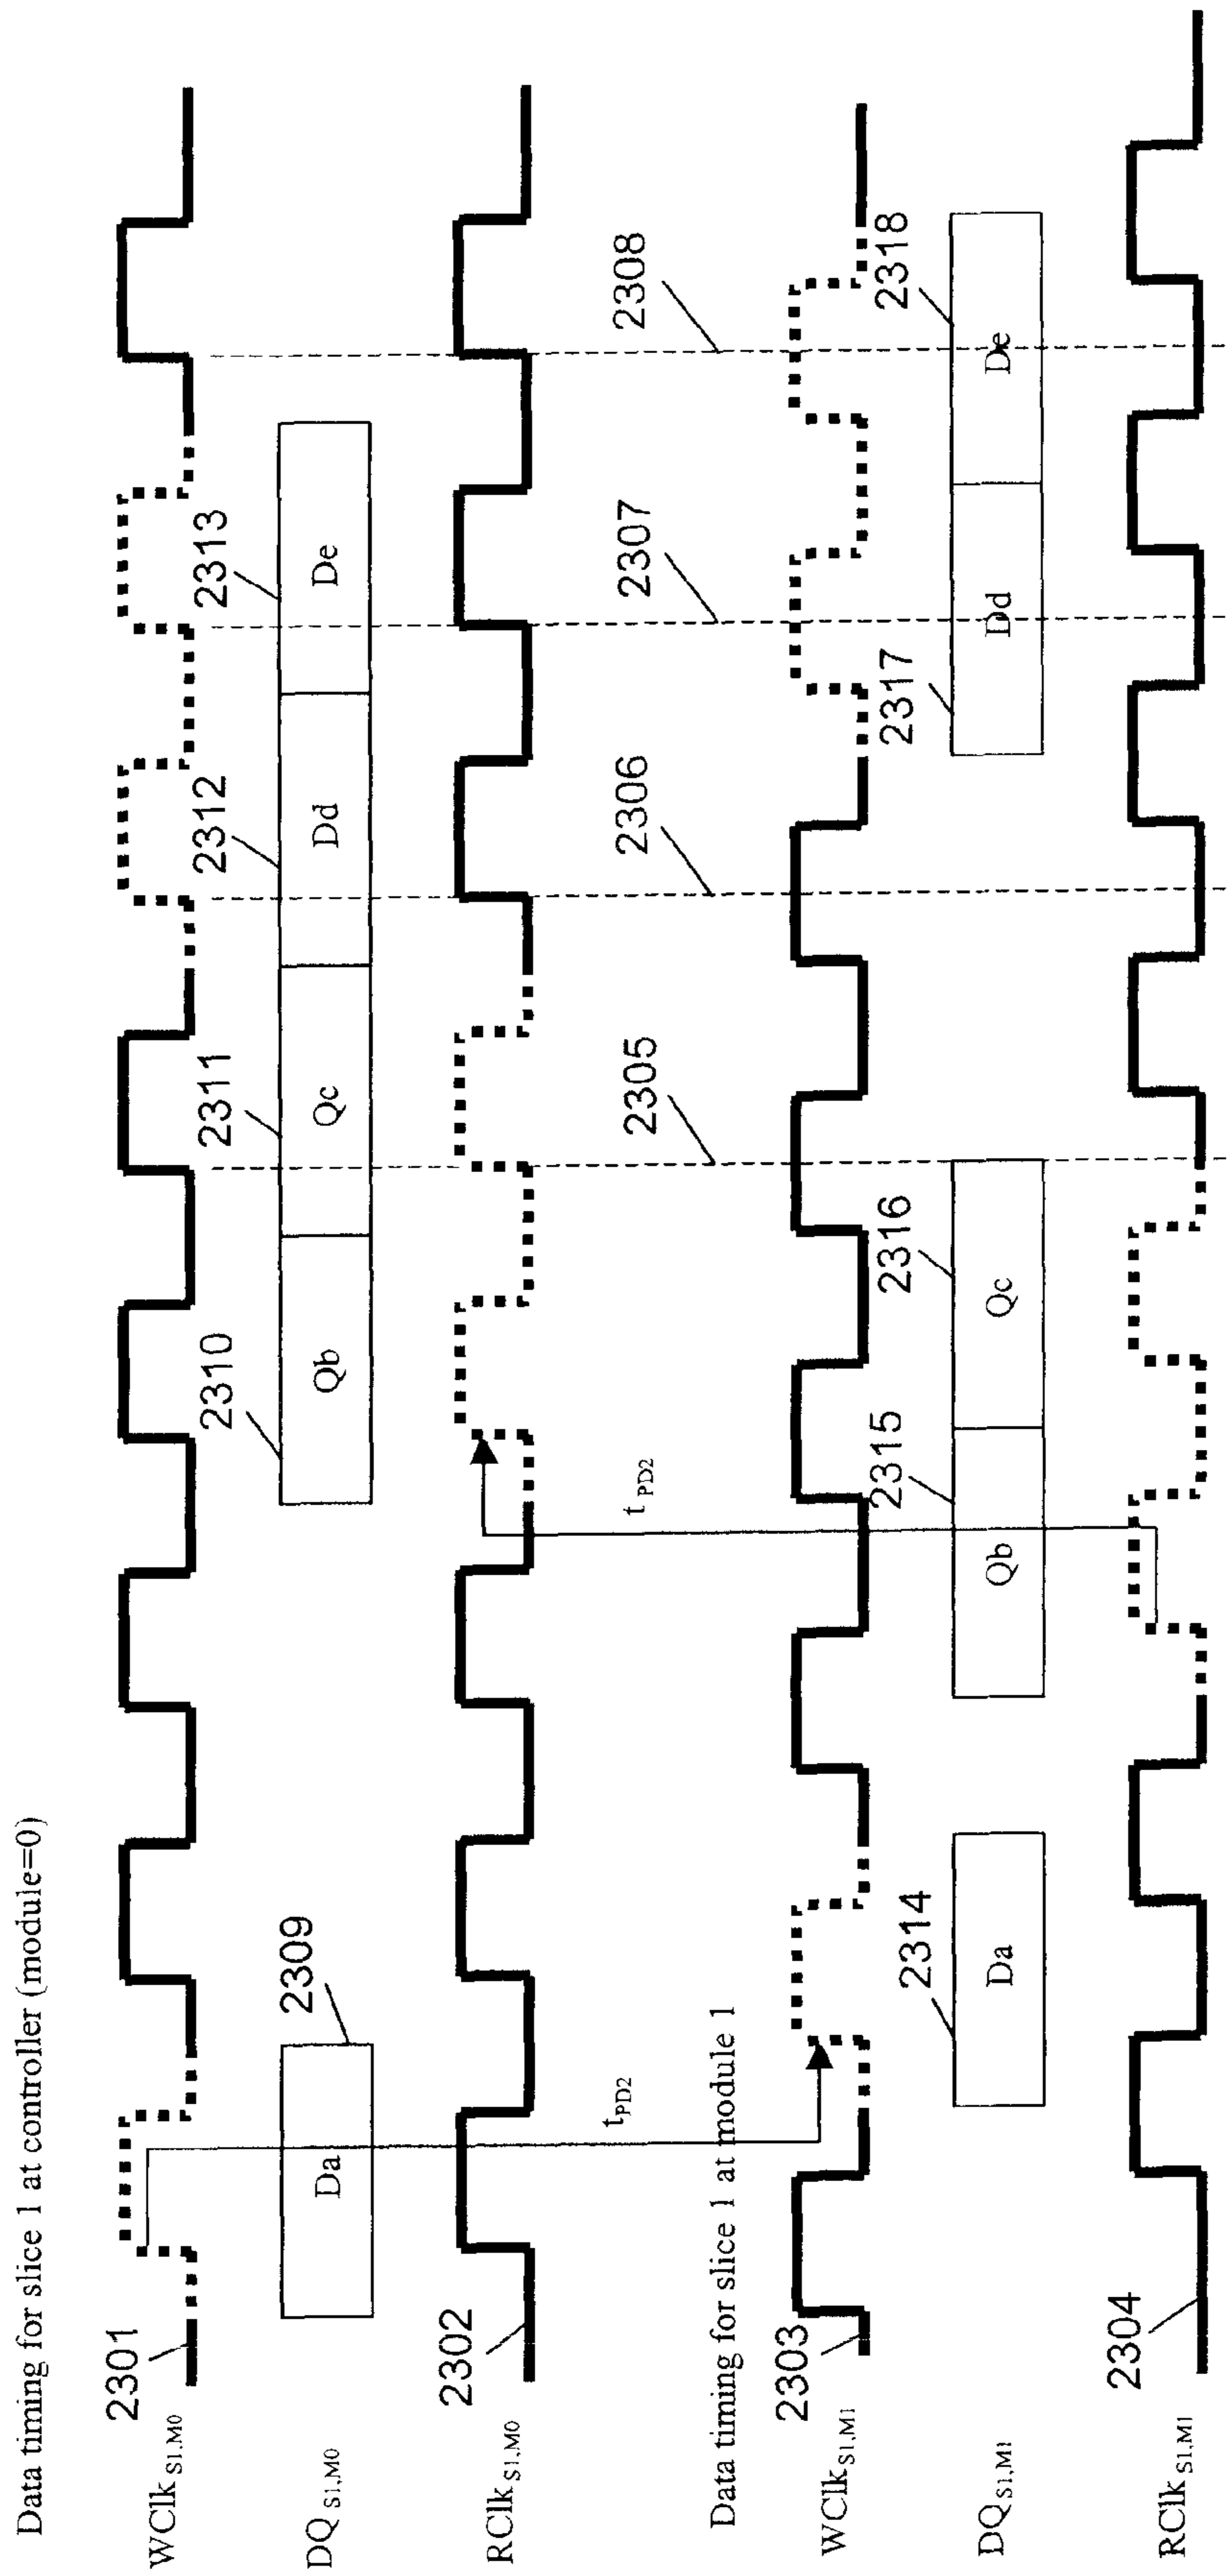 Data timing for slice 1 at controller (module=0)
WClk S1,M0
2301
DQ S1,M0
2309
Da
2310
Qb
2311
Qc
2312
Dd
2313
De
RClk S1,M0
2302
tPD2
tPD2
2305
2306
2307
2308
Data timing for slice 1 at module 1
WClk S1,M1
2303
DQ S1,M1
2314
Da
2315
Qb
2316
Qc
2317
Dd
2318
De
RClk S1,M1
2304